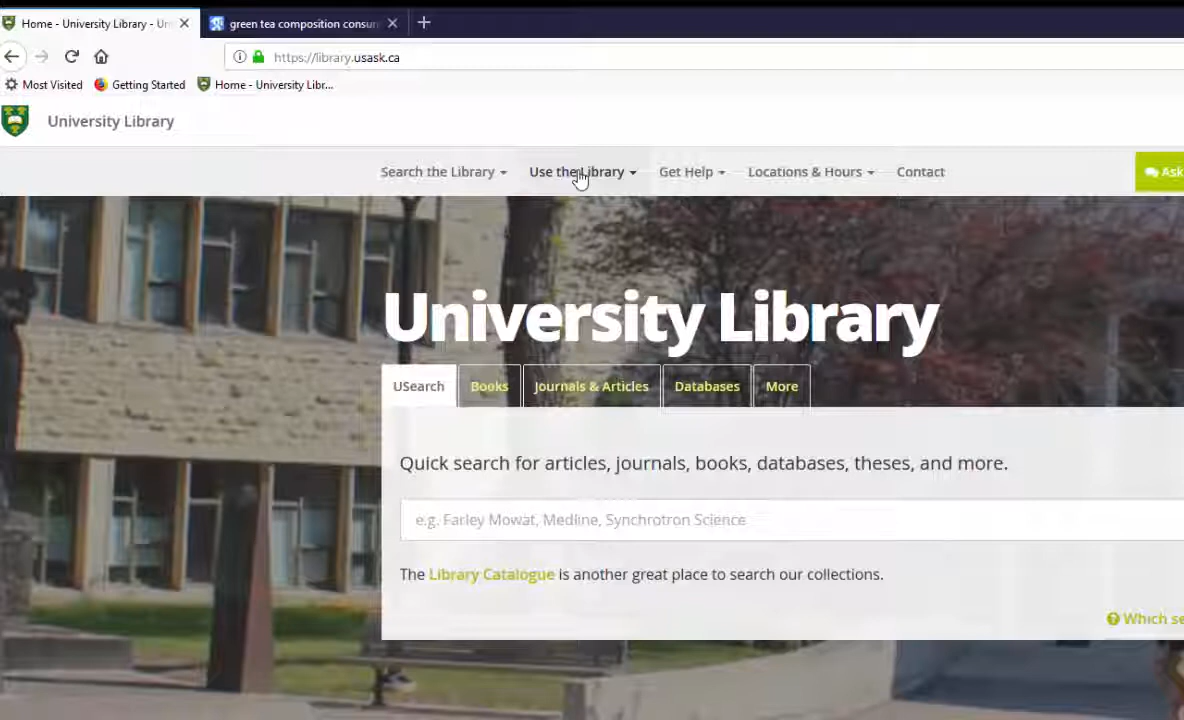 Home - University Library - Un
green tea composition consum
https://library.usask.ca
Most Visited
Getting Started
Home - University Libr...
University Library
Search the Library
Use the Library
Get Help
Locations & Hours
Contact
Ask
University Library
USearch
Books
Journals & Articles
Databases
More
Quick search for articles, journals, books, databases, theses, and more.
e.g. Farley Mowat, Medline, Synchrotron Science
The Library Catalogue is another great place to search our collections.
Which se